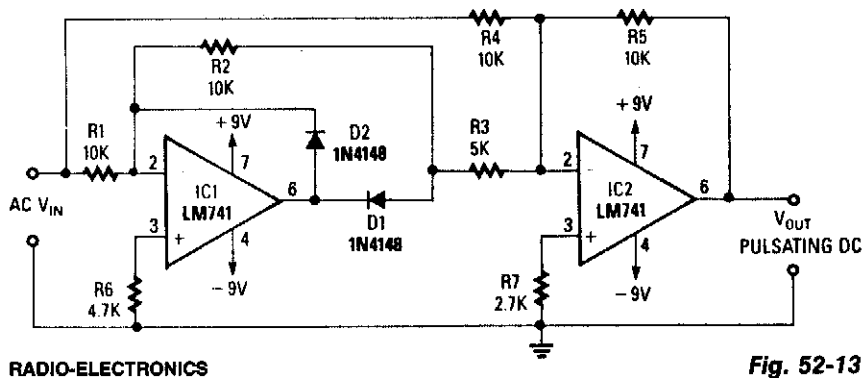 R4
10K
R5
10K
R2
10K
R1
10K
+9V
7
2
IC1
LM741
6
3
+
4
-9V
D2
1N4148
D1
1N4148
R3
5K
+9V
7
2
IC2
LM741
6
3
+
4
-9V
AC VIN
R6
4.7K
R7
2.7K
VOUT
PULSATING DC
RADIO-ELECTRONICS
Fig. 52-13